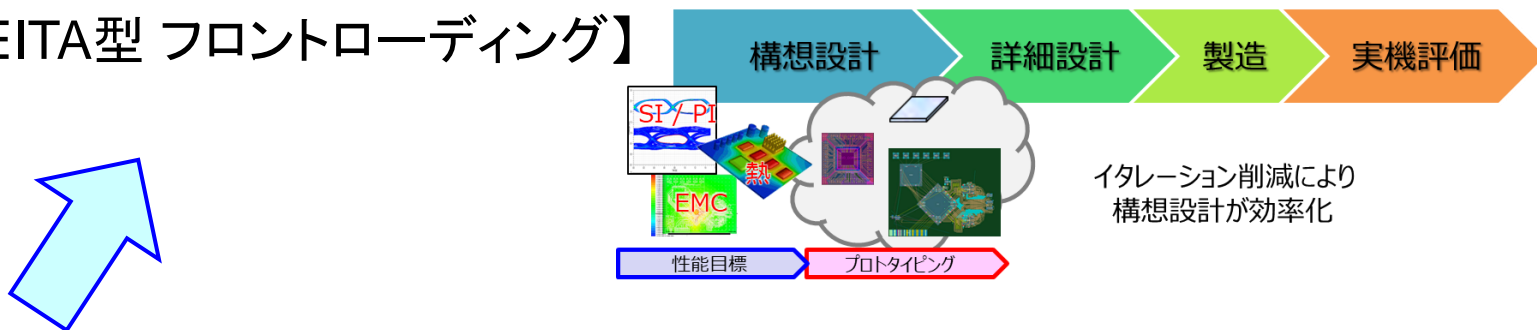 EITA型 フロントローディング】
構想設計
詳細設計
製造
実機評価
SI / PI
熱
EMC
イタレーション削減により
構想設計が効率化
性能目標
プロトタイピング